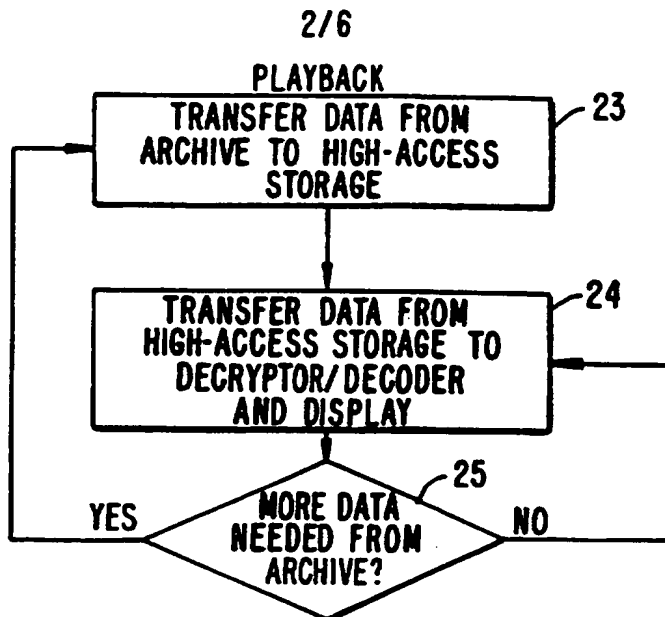 2/6
PLAYBACK
TRANSFER DATA FROM
ARCHIVE TO HIGH-ACCESS
STORAGE
23
TRANSFER DATA FROM
HIGH-ACCESS STORAGE TO
DECRYPTOR/DECODER
AND DISPLAY
24
MORE DATA
NEEDED FROM
ARCHIVE?
25
YES
NO